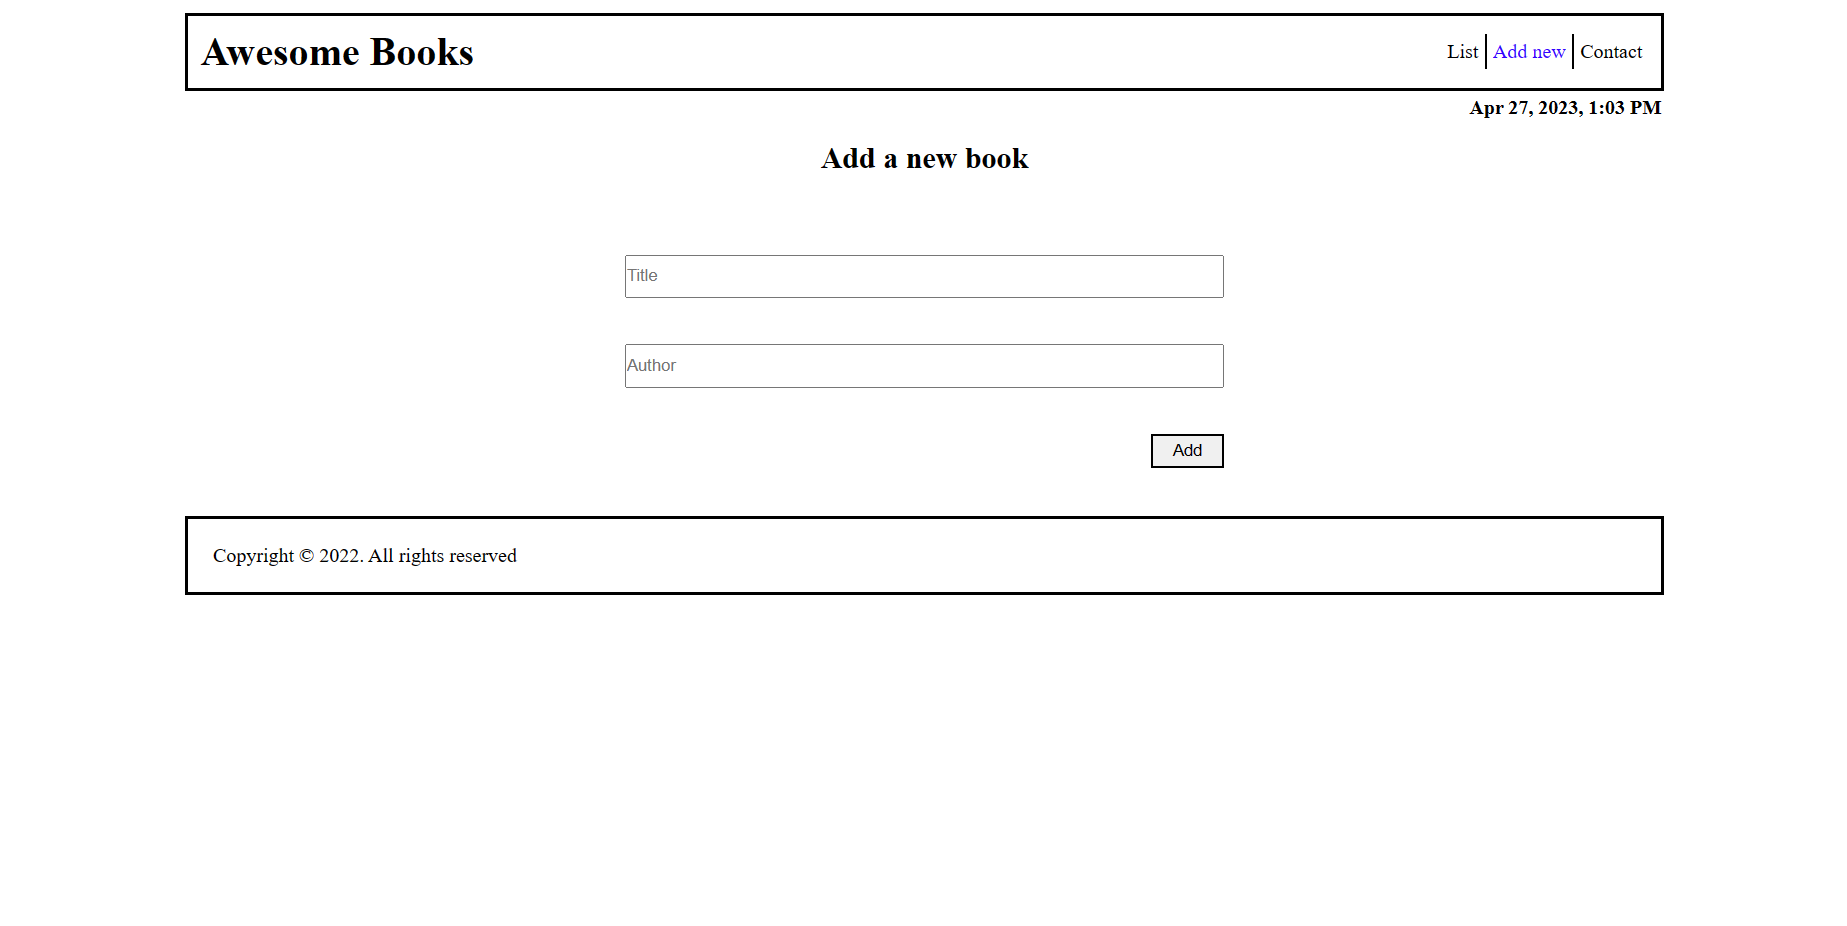 Awesome Books
List Add new Contact
Apr 27, 2023, 1:03 PM
Add a new book
Title
Author
Add
Copyright © 2022. All rights reserved